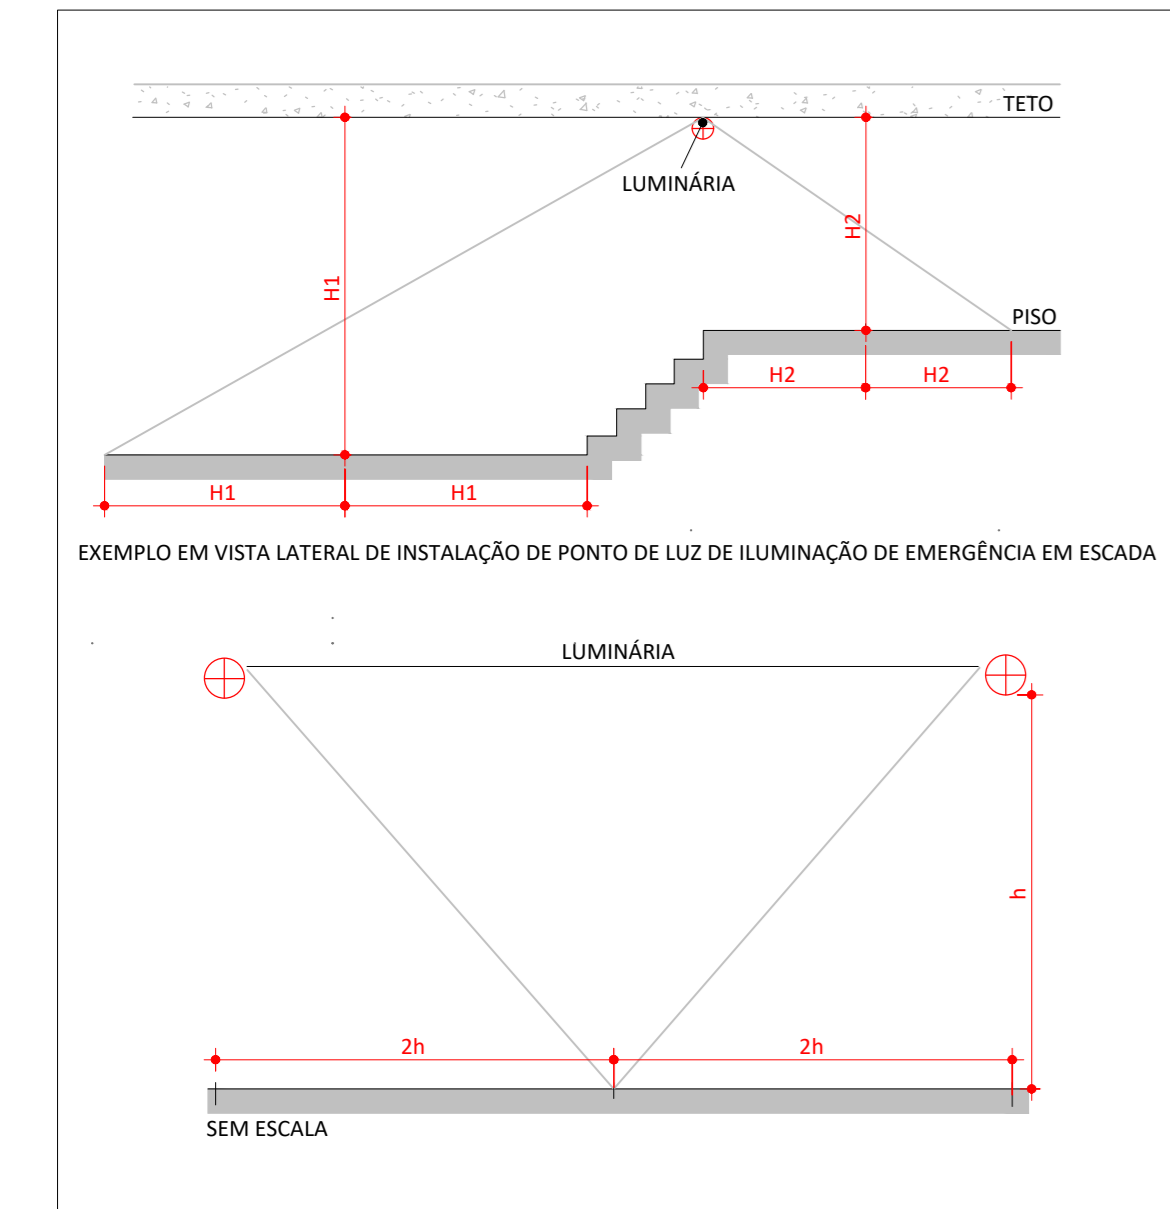 TETO
LUMINÁRIA
H2
H1
PISO
H2 H2
H1 H1
EXEMPLO EM VISTA LATERAL DE INSTALAÇÃO DE PONTO DE LUZ DE ILUMINAÇÃO DE EMERGÊNCIA EM ESCADA
LUMINÁRIA
h
2h 2h
SEM ESCALA